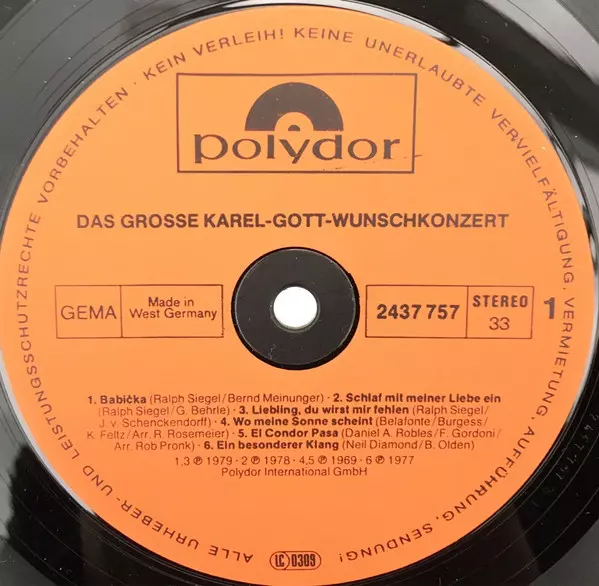 ALLE URHEBER- UND LEISTUNGSSCHUTZRECHTE VORBEHALTEN · KEIN VERLEIH! KEINE UNERLAUBTE VERVIELFÄLTIGUNG, VERMIETUNG, AUFFÜHRUNG, SENDUNG!
polydor
DAS GROSSE KAREL-GOTT-WUNSCHKONZERT
GEMA
Made in
West Germany
2437 757
STEREO
33
1
1. Babička (Ralph Siegel/Bernd Meinunger) · 2. Schlaf mit meiner Liebe ein
(Ralph Siegel/G. Behrle) · 3. Liebling, du wirst mir fehlen (Ralph Siegel/
J. v. Schenckendorff) · 4. Wo meine Sonne scheint (Belafonte/Burgess/
K. Feltz/Arr. R. Rosemeier) · 5. El Condor Pasa (Daniel A. Robles/F. Gordoni/
Arr. Rob Pronk) · 6. Ein besonderer Klang (Neil Diamond/B. Olden)
1,3 ℗ 1979 · 2 ℗ 1978 · 4,5 ℗ 1969 · 6 ℗ 1977
Polydor International GmbH
LC 0309